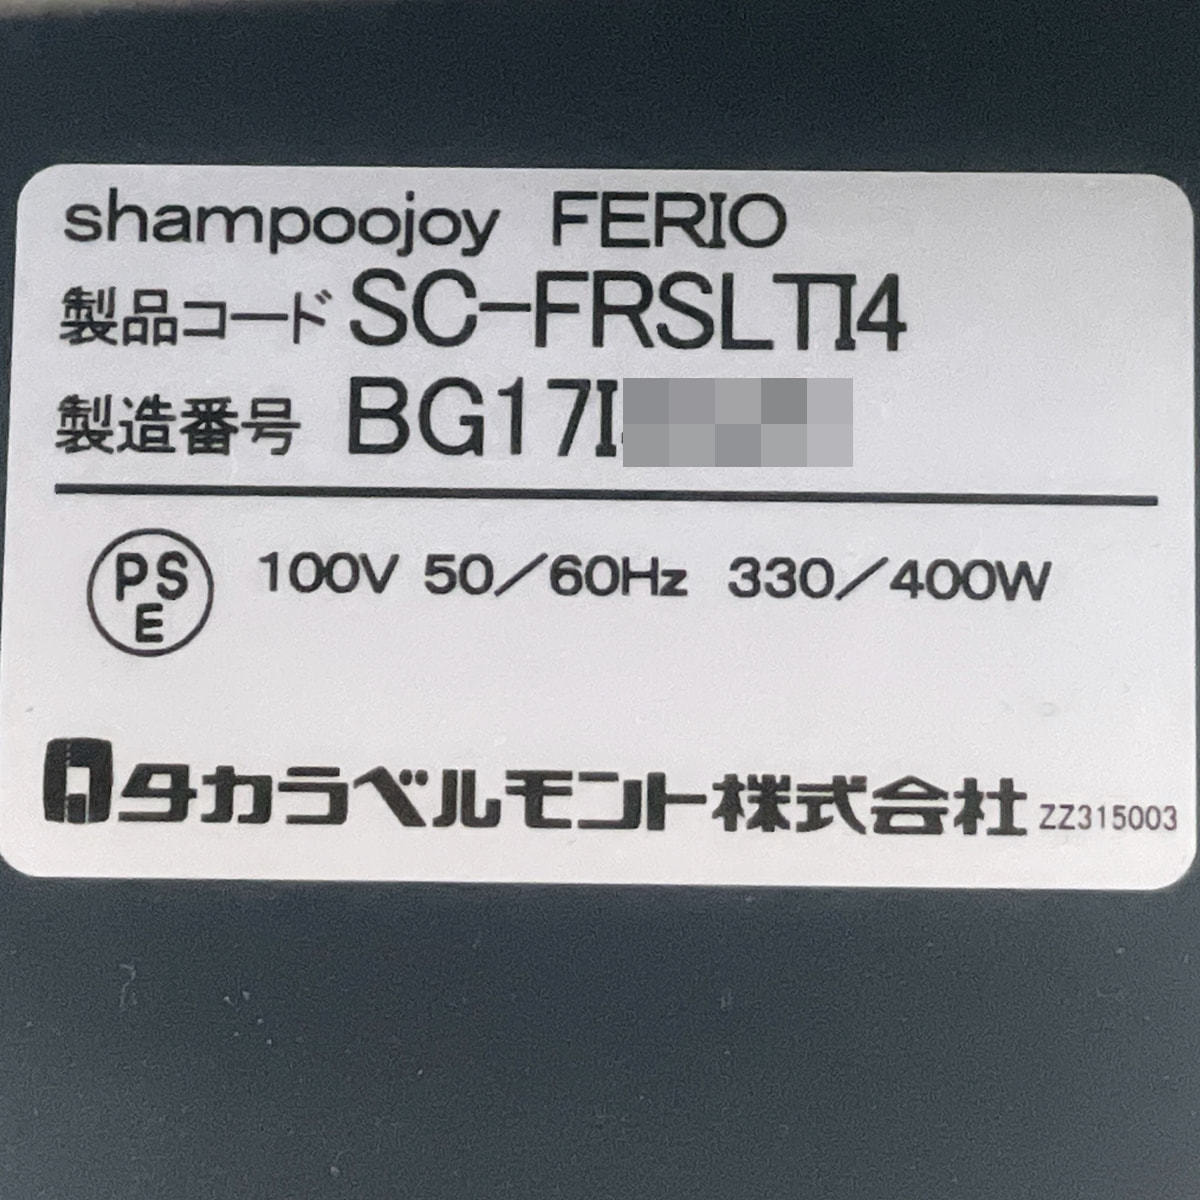 shampoojoy FERIO
製品コード SC-FRSLTI4
製造番号 BG17I
PS
E
100V 50／60Hz 330／400W
タカラベルモント株式会社 ZZ315003